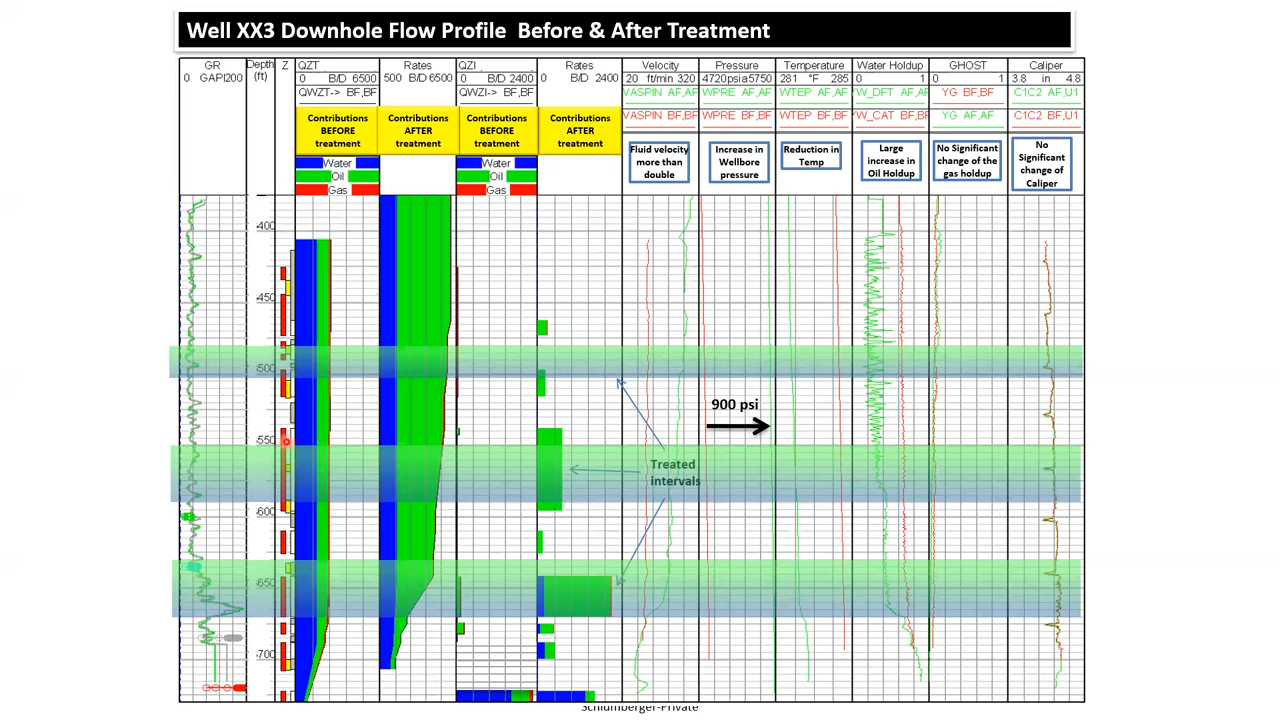 Well XX3 Downhole Flow Profile Before & After Treatment
GR Depth Z QZT Rates QZI Rates Velocity Pressure Temperature Water Holdup GHOST Caliper
0 GAPI200 (ft) 0 B/D 6500 500 B/D 6500 0 B/D 2400 0 B/D 2400 20 ft/min 320 4720psia5750 281 °F 285 0 1 0 1 3.8 in 4.8
QWZT-> BF,BF QWZI-> BF,BF VASPIN AF,AF WPRE AF,AF WTEP AF,AF YW_DFT AF,AF YG BF,BF C1C2 AF,U1
VASPIN BF,BF WPRE BF,BF WTEP BF,BF YW_CAT BF,BF YG AF,AF C1C2 BF,U1
Contributions
BEFORE
treatment
Contributions
AFTER
treatment
Contributions
BEFORE
treatment
Contributions
AFTER
treatment
Fluid velocity
more than
double
Increase in
Wellbore
pressure
Reduction in
Temp
Large
increase in
Oil Holdup
No Significant
change of the
gas holdup
No
Significant
change of
Caliper
Water
Oil
Gas
Water
Oil
Gas
-400
-450
-500
-550
-600
-650
-700
900 psi
Treated
intervals
Schlumberger-Private